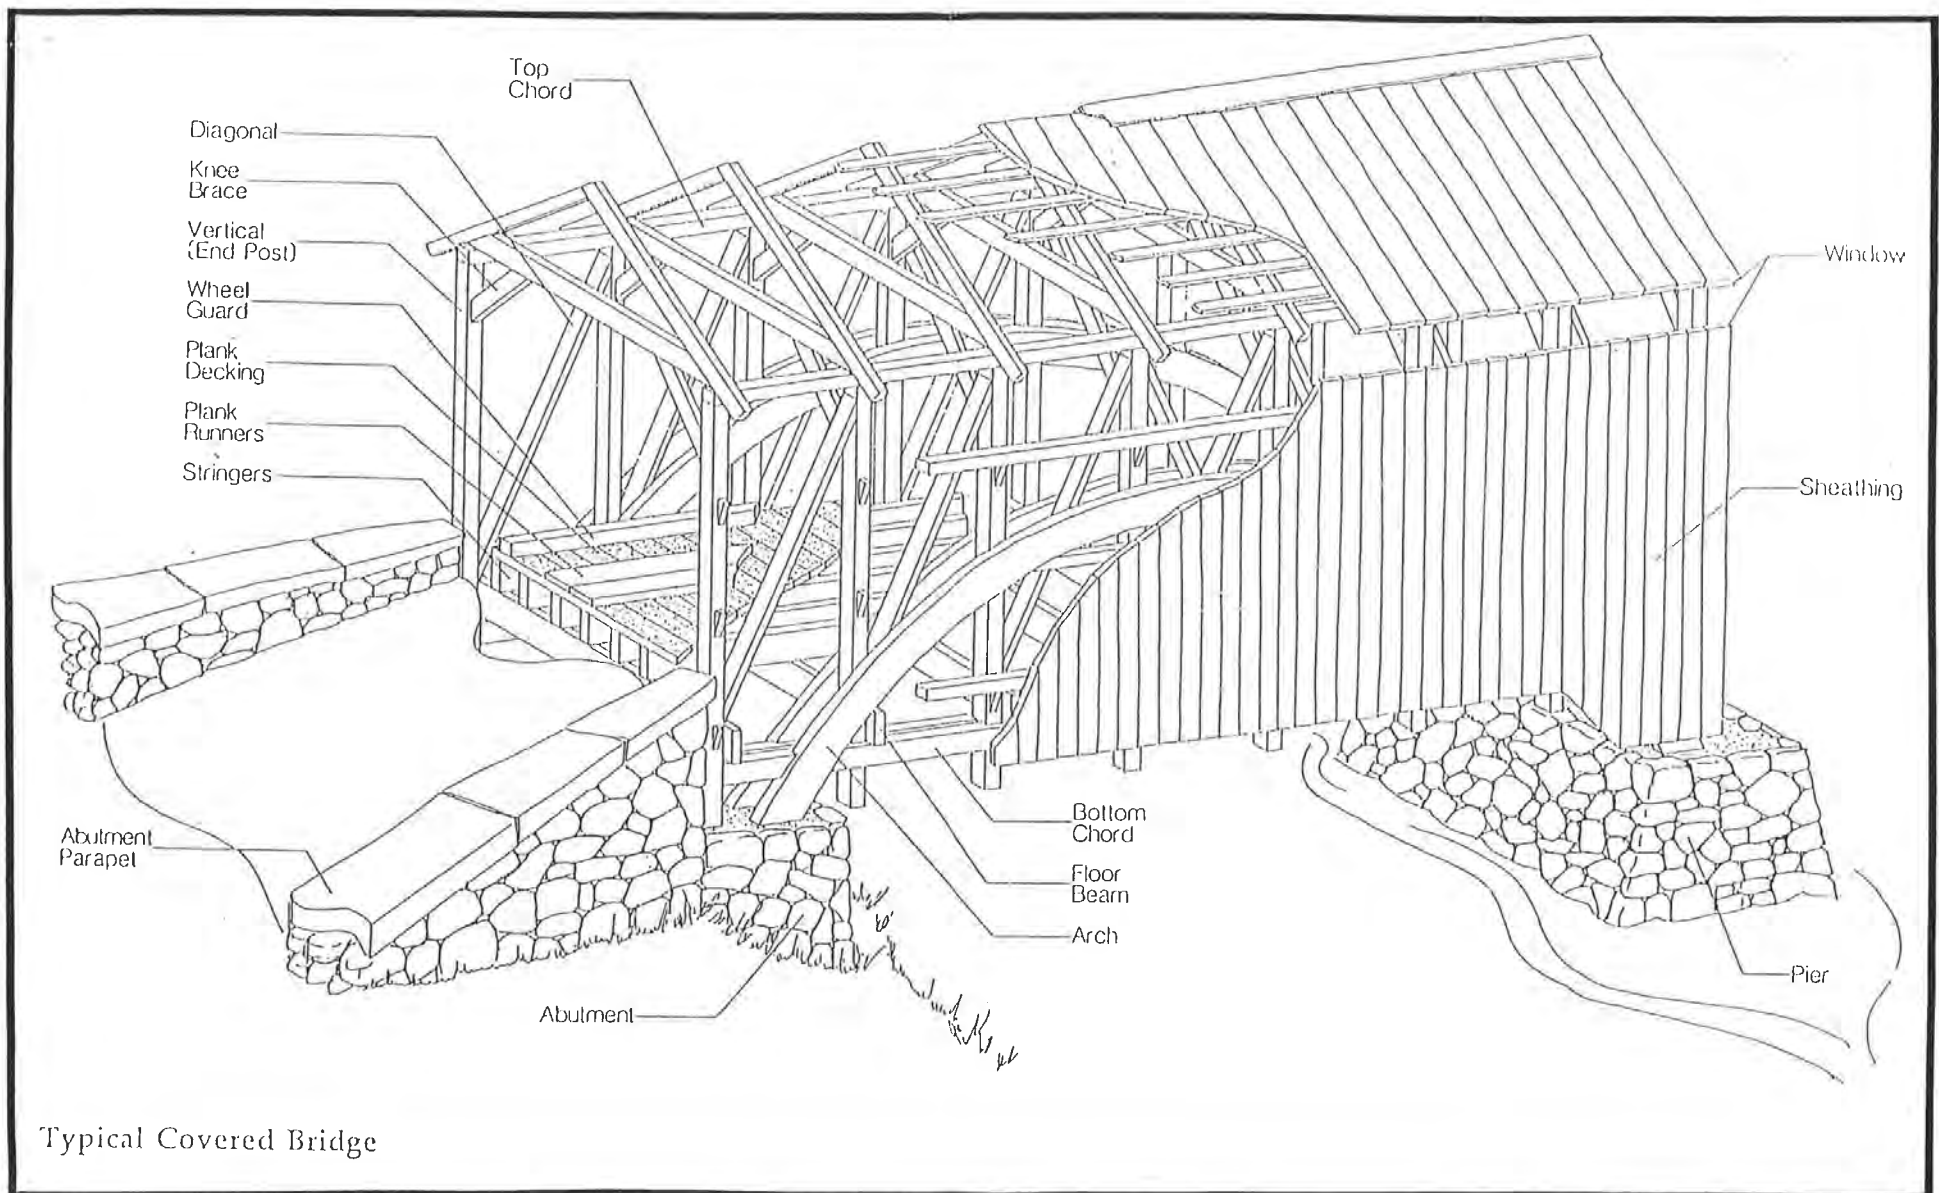 Top
Chord
Diagonal
Knee
Brace
Vertical
(End Post)
Wheel
Guard
Plank
Decking
Plank
Runners
Stringers
Window
Sheathing
Abutment
Parapet
Bottom
Chord
Floor
Beam
Arch
Pier
Abutment
Typical Covered Bridge